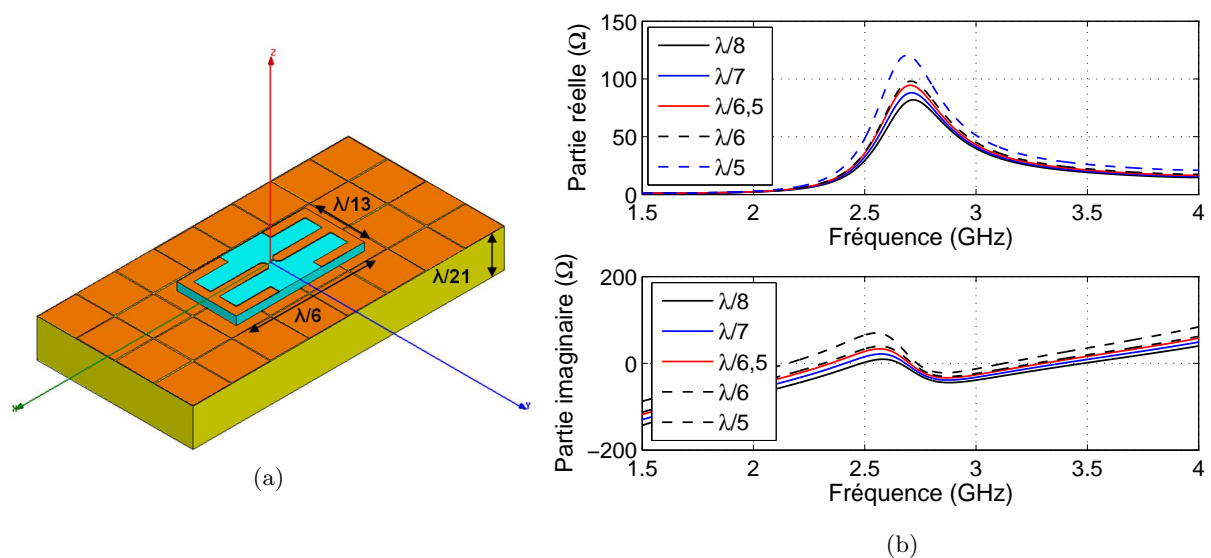 z
λ/13
λ/21
λ/6
x
y
(a)
150
100
50
0
Partie réelle (Ω)
λ/8
λ/7
λ/6,5
λ/6
λ/5
1.5 2 2.5 3 3.5 4
Fréquence (GHz)
200
0
−200
Partie imaginaire (Ω)
λ/8
λ/7
λ/6,5
λ/6
λ/5
1.5 2 2.5 3 3.5 4
Fréquence (GHz)
(b)